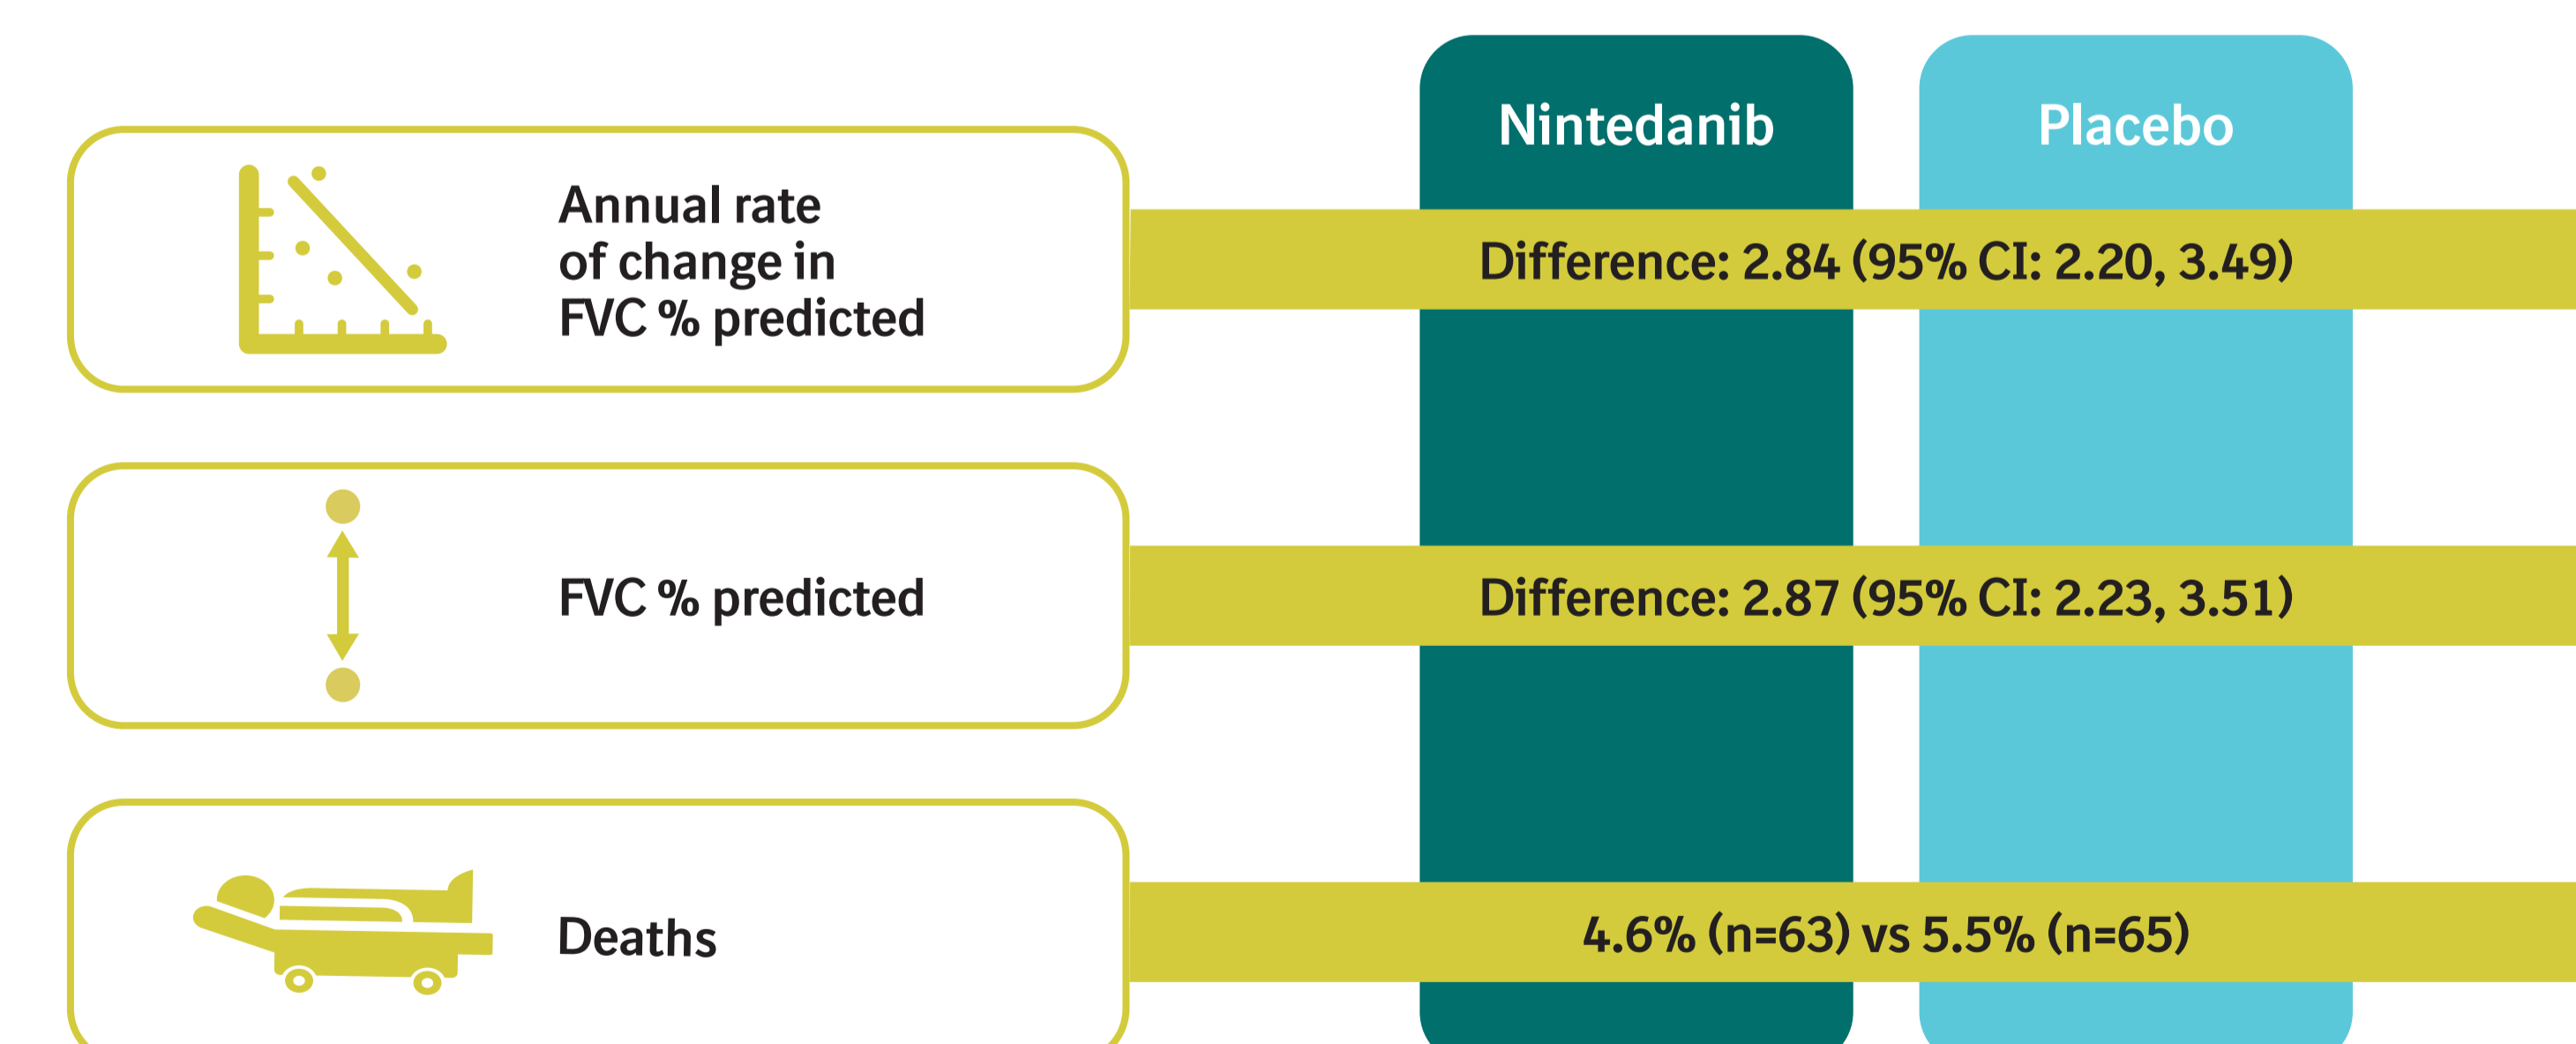 Nintedanib
Placebo
Annual rate
of change in
FVC % predicted
Difference: 2.84 (95% CI: 2.20, 3.49)
FVC % predicted
Difference: 2.87 (95% CI: 2.23, 3.51)
Deaths
4.6% (n=63) vs 5.5% (n=65)